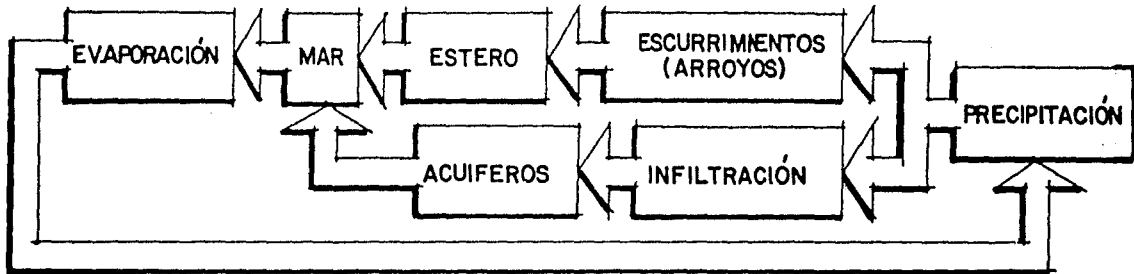 EVAPORACIÓN
MAR
ESTERO
ESCURRIMIENTOS
(ARROYOS)
PRECIPITACIÓN
ACUIFEROS
INFILTRACIÓN